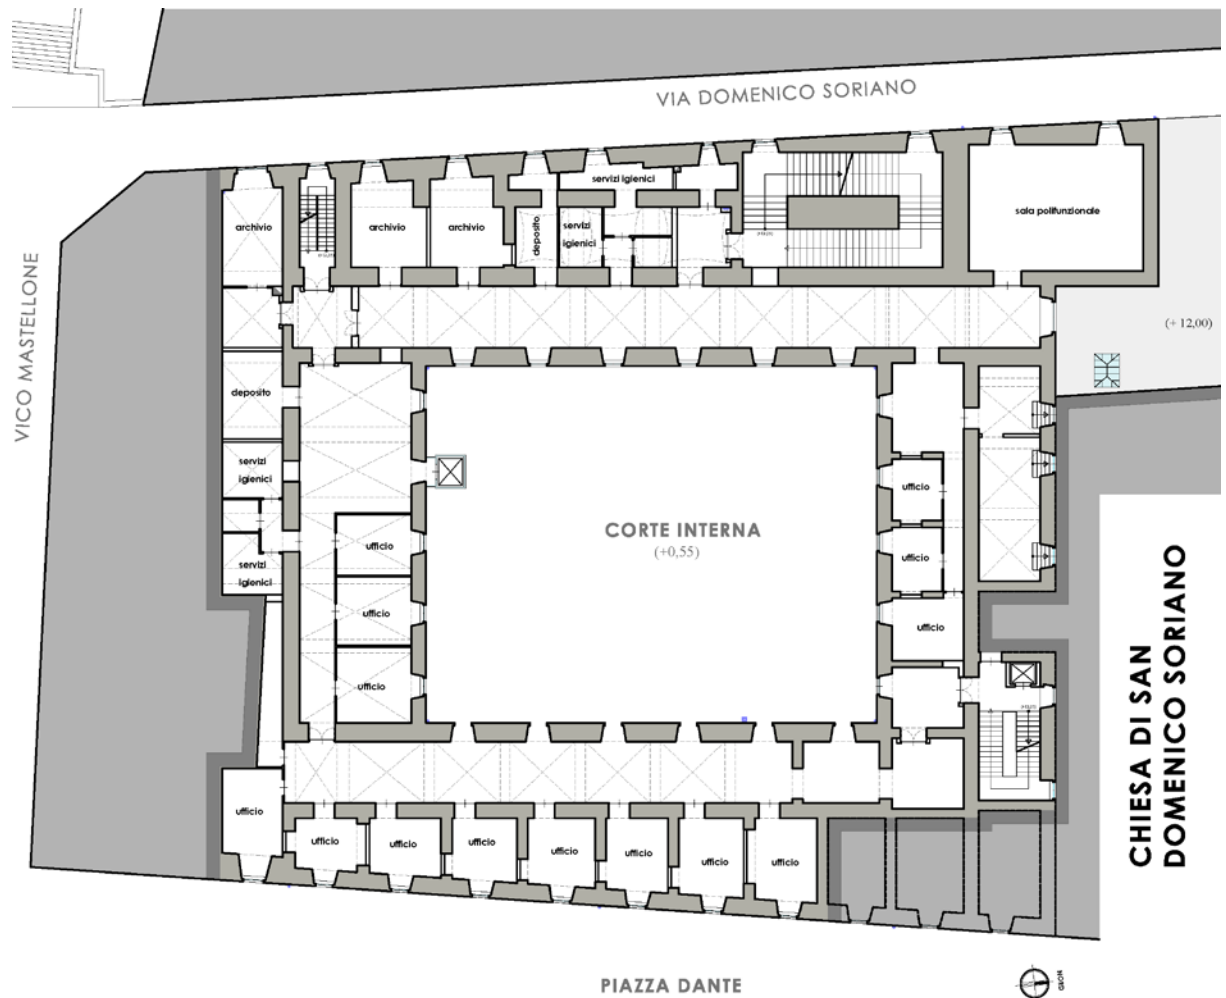 VIA DOMENICO SORIANO
servizi igienici
sala polifunzionale
archivio
archivio
archivio
deposito
servizi
igienici
VICO MASTELLONE
(+ 12,00)
deposito
servizi
igienici
ufficio
CORTE INTERNA
(+0,55)
ufficio
ufficio
servizi
igienici
ufficio
ufficio
ufficio
CHIESA DI SAN
DOMENICO SORIANO
ufficio
ufficio
ufficio
ufficio
ufficio
ufficio
ufficio
ufficio
PIAZZA DANTE